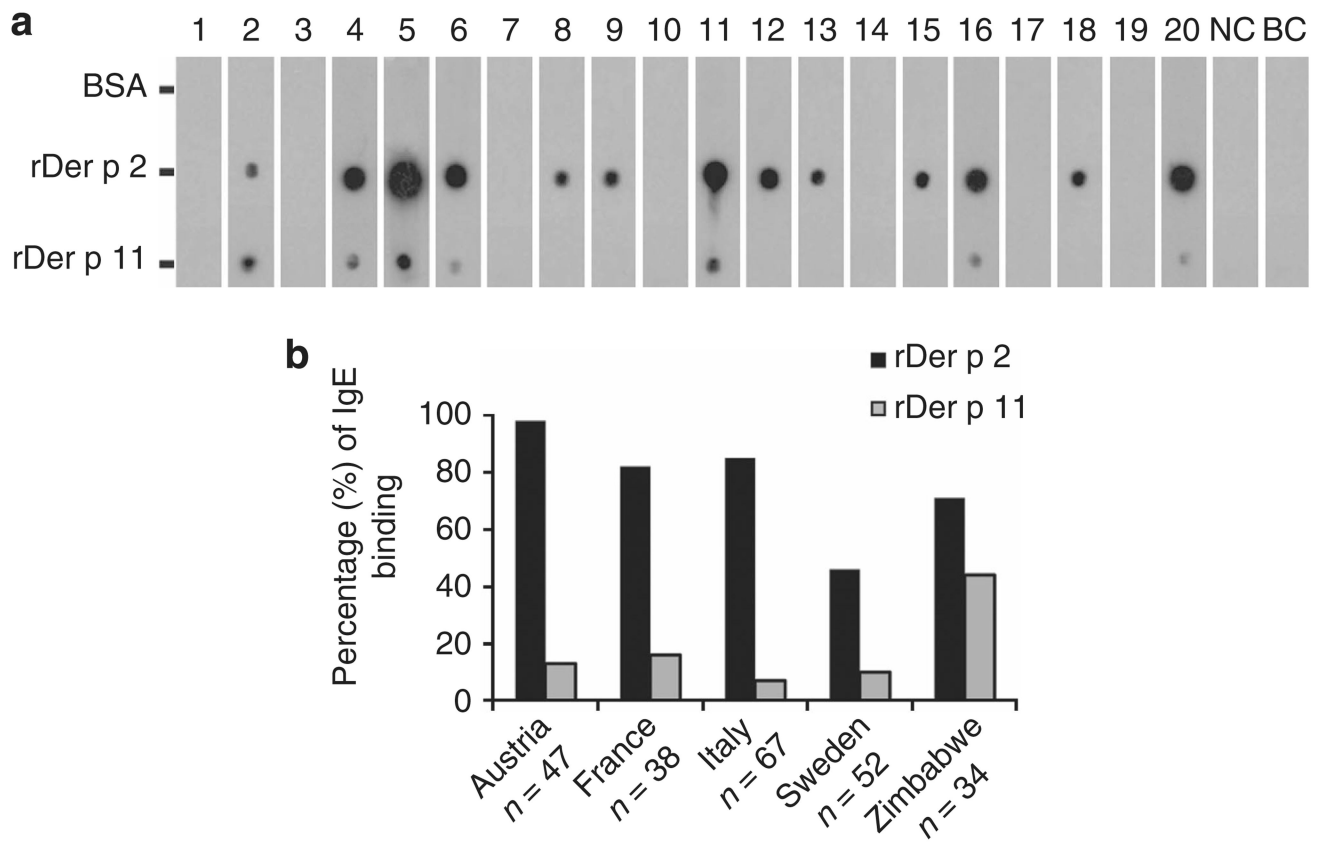 a
1 2 3 4 5 6 7 8 9 10 11 12 13 14 15 16 17 18 19 20 NC BC
BSA
rDer p 2
rDer p 11
b
rDer p 2
rDer p 11
Percentage (%) of IgE
binding
100
80
60
40
20
0
Austria
n = 47
France
n = 38
Italy
n = 67
Sweden
n = 52
Zimbabwe
n = 34